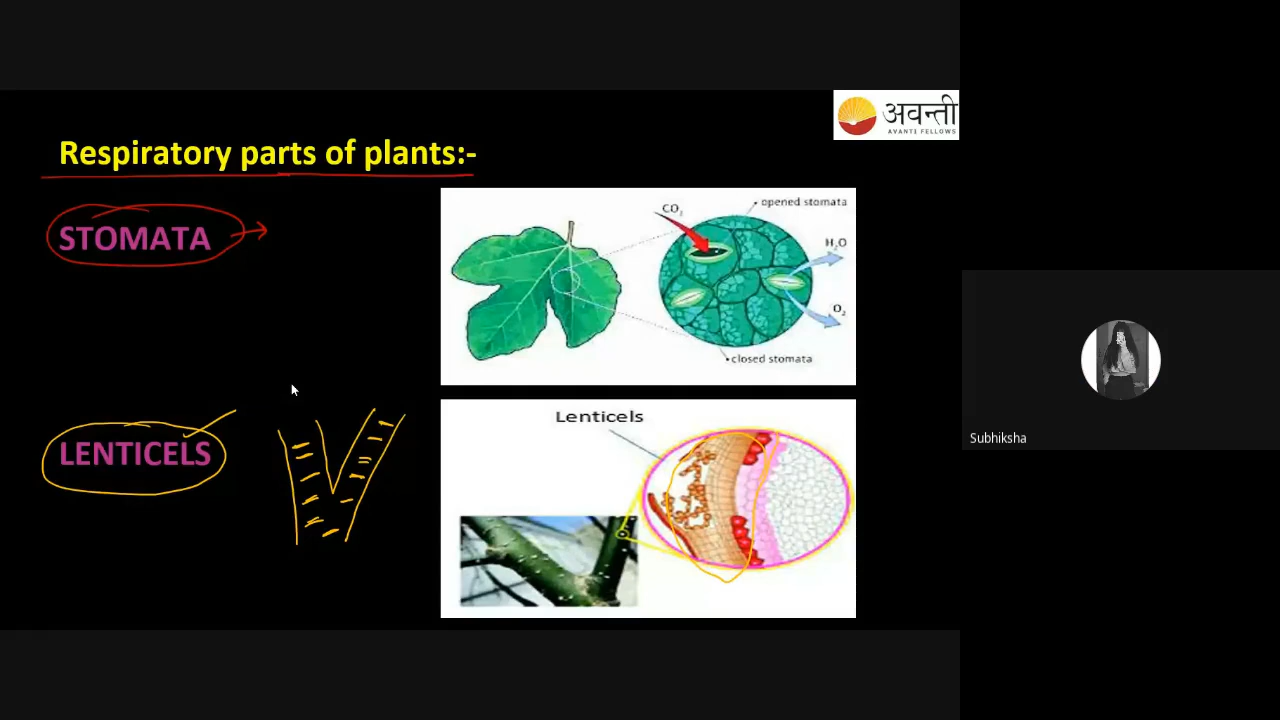 अवन्ती
AVANTI FELLOWS
Respiratory parts of plants:-
STOMATA
CO2
opened stomata
H2O
O2
closed stomata
LENTICELS
Lenticels
Subhiksha